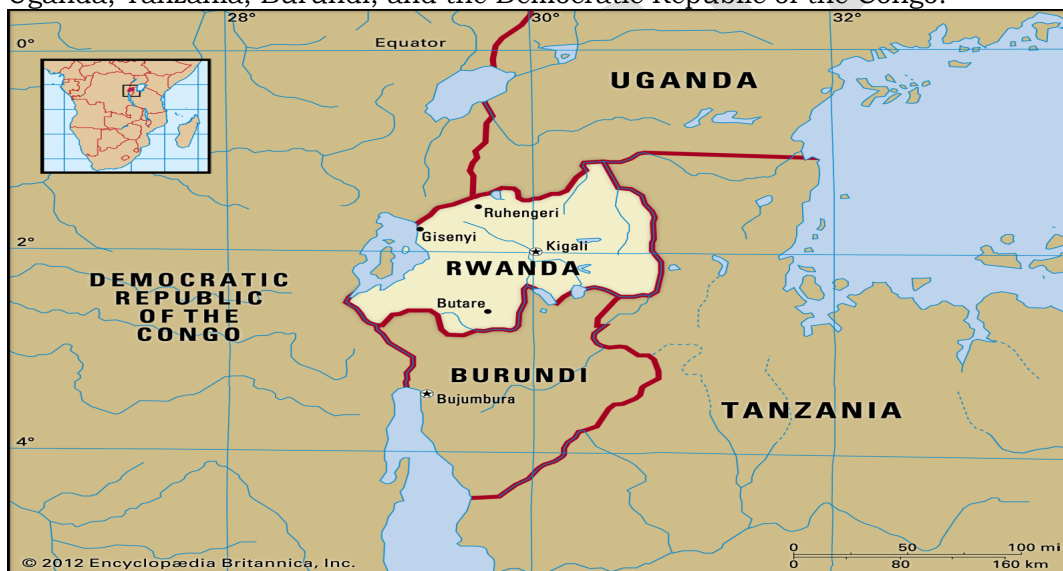 Uganda, Tanzania, Burundi, and the Democratic Republic of the Congo.
28° 30° 32°
0°
Equator
UGANDA
Ruhengeri
Gisenyi
2°
Kigali
RWANDA
DEMOCRATIC
REPUBLIC
OF THE
CONGO
Butare
BURUNDI
Bujumbura
TANZANIA
4°
0 50 100 mi
0 80 160 km
© 2012 Encyclopædia Britannica, Inc.